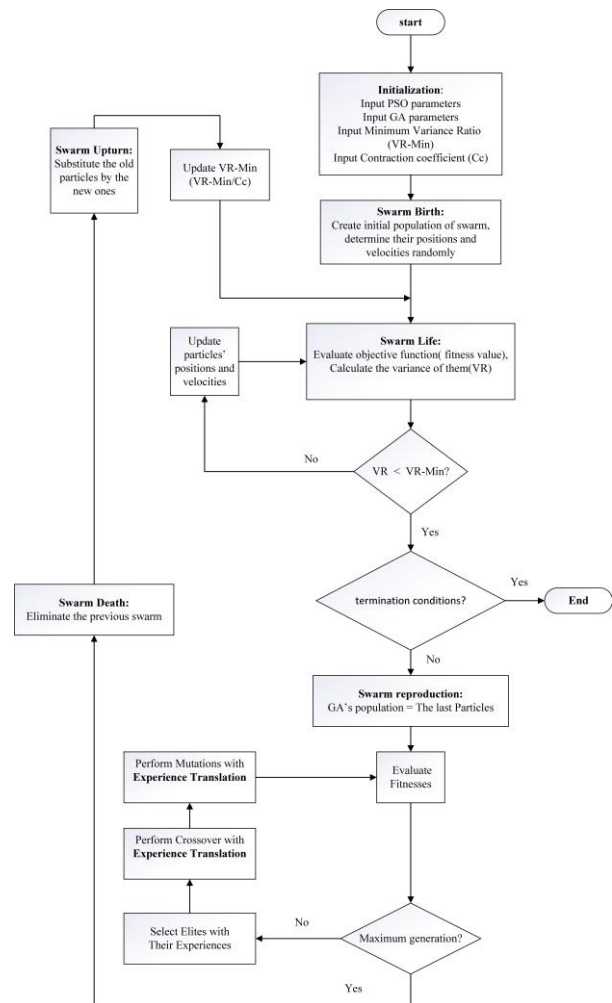 start
Initialization:
Input PSO parameters
Input GA parameters
Input Minimum Variance Ratio
(VR-Min)
Input Contraction coefficient (Cc)
Swarm Upturn:
Substitute the old
particles by the
new ones
Update VR-Min
(VR-Min/Cc)
Swarm Birth:
Create initial population of swarm,
determine their positions and
velocities randomly
Update
particles'
positions and
velocities
Swarm Life:
Evaluate objective function( fitness value),
Calculate the variance of them(VR)
No
VR < VR-Min?
Yes
Swarm Death:
Eliminate the previous swarm
termination conditions?
Yes
End
No
Swarm reproduction:
GA's population = The last Particles
Perform Mutations with
Experience Translation
Evaluate
Fitnesses
Perform Crossover with
Experience Translation
Select Elites with
Their Experiences
No
Maximum generation?
Yes